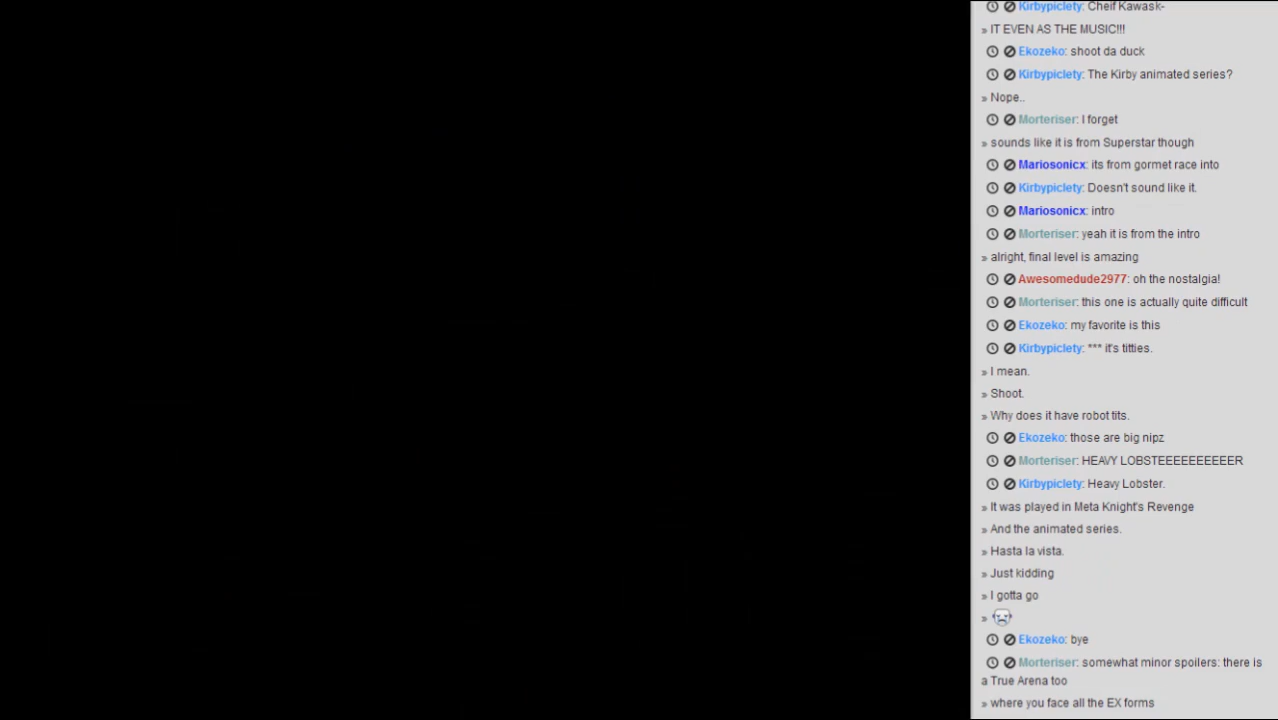 Kirbypiclety: Cheif Kawask-
» IT EVEN AS THE MUSIC!!!
Ekozeko: shoot da duck
Kirbypiclety: The Kirby animated series?
» Nope..
Morteriser: I forget
» sounds like it is from Superstar though
Mariosonicx: its from gormet race into
Kirbypiclety: Doesn't sound like it.
Mariosonicx: intro
Morteriser: yeah it is from the intro
» alright, final level is amazing
Awesomedude2977: oh the nostalgia!
Morteriser: this one is actually quite difficult
Ekozeko: my favorite is this
Kirbypiclety: *** it's titties.
» I mean.
» Shoot.
» Why does it have robot tits.
Ekozeko: those are big nipz
Morteriser: HEAVY LOBSTEEEEEEEEEER
Kirbypiclety: Heavy Lobster.
» It was played in Meta Knight's Revenge
» And the animated series.
» Hasta la vista.
» Just kidding
» I gotta go
»
Ekozeko: bye
Morteriser: somewhat minor spoilers: there is
a True Arena too
» where you face all the EX forms